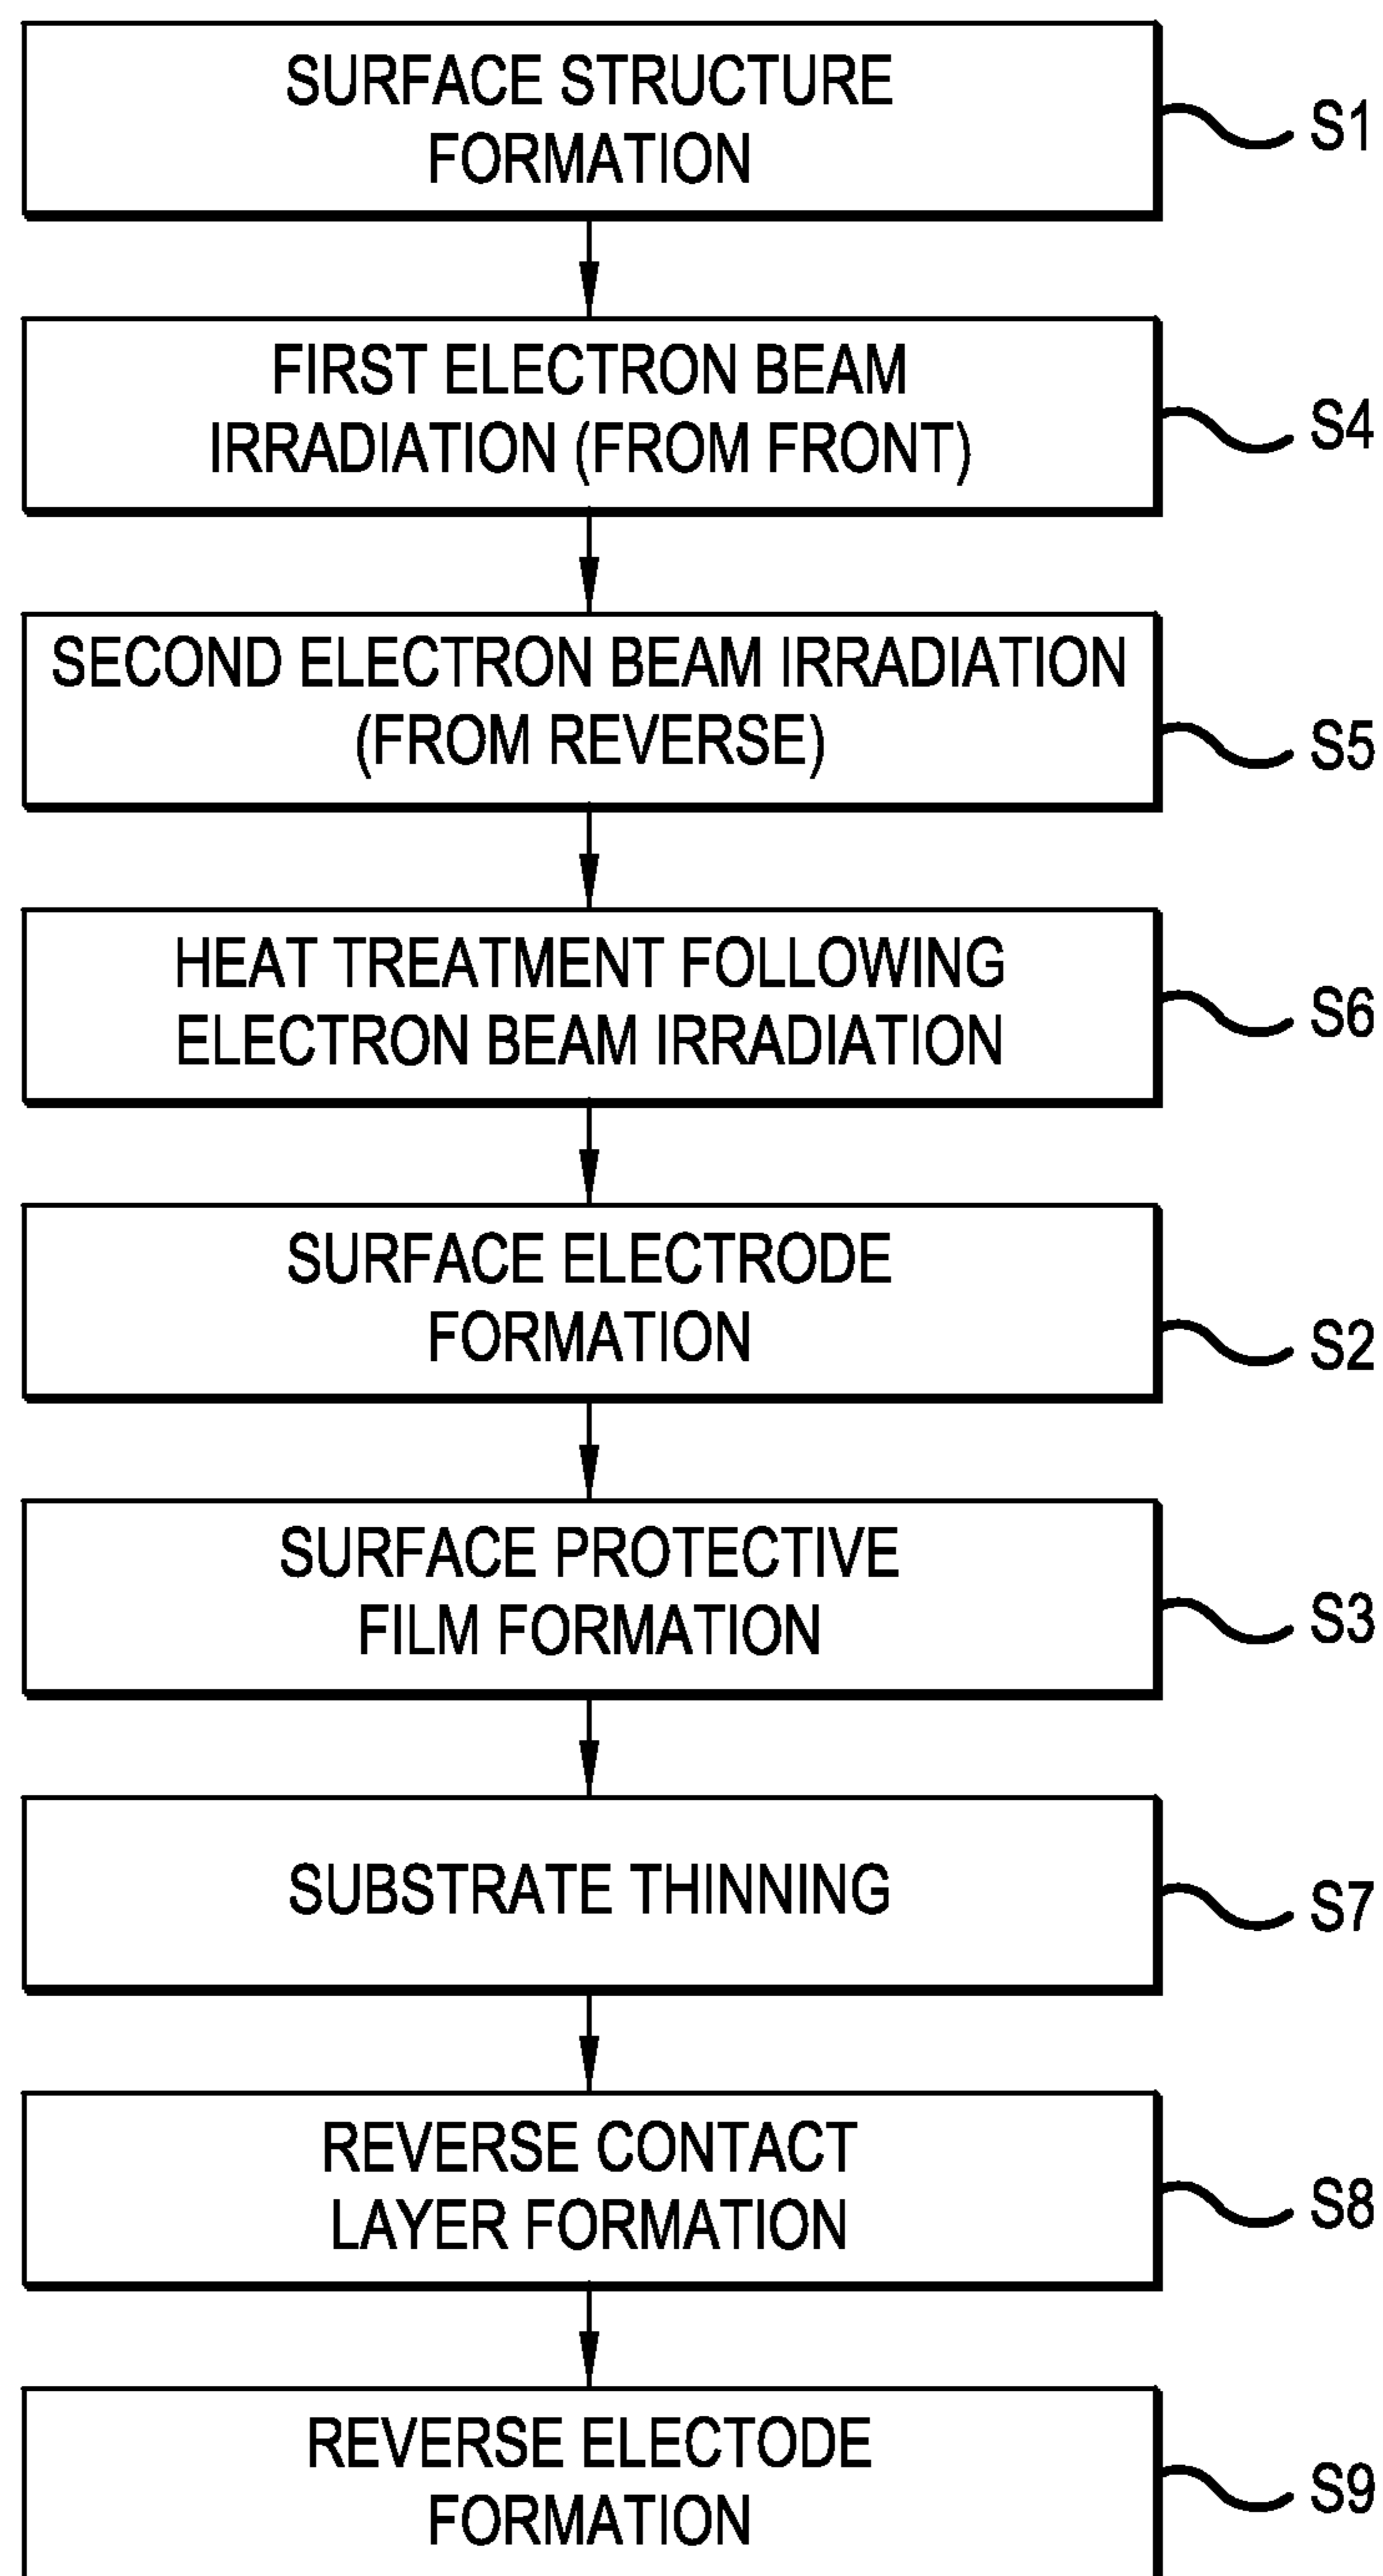 SURFACE STRUCTURE
FORMATION
S1
FIRST ELECTRON BEAM
IRRADIATION (FROM FRONT)
S4
SECOND ELECTRON BEAM IRRADIATION
(FROM REVERSE)
S5
HEAT TREATMENT FOLLOWING
ELECTRON BEAM IRRADIATION
S6
SURFACE ELECTRODE
FORMATION
S2
SURFACE PROTECTIVE
FILM FORMATION
S3
SUBSTRATE THINNING
S7
REVERSE CONTACT
LAYER FORMATION
S8
REVERSE ELECTODE
FORMATION
S9